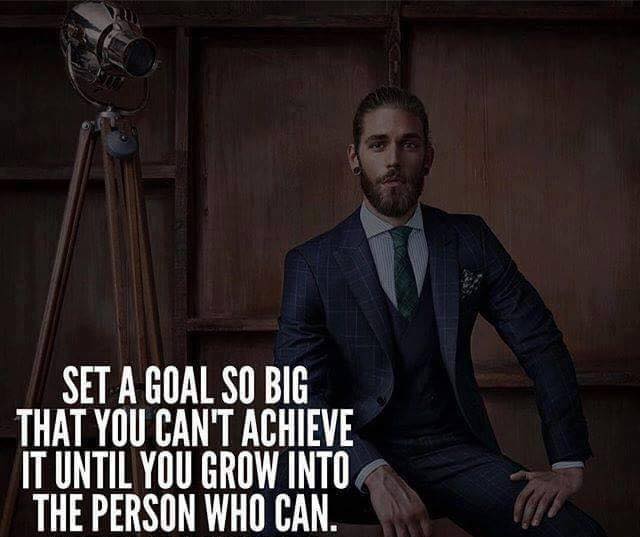 SET A GOAL SO BIG
THAT YOU CAN'T ACHIEVE
IT UNTIL YOU GROW INTO
THE PERSON WHO CAN.